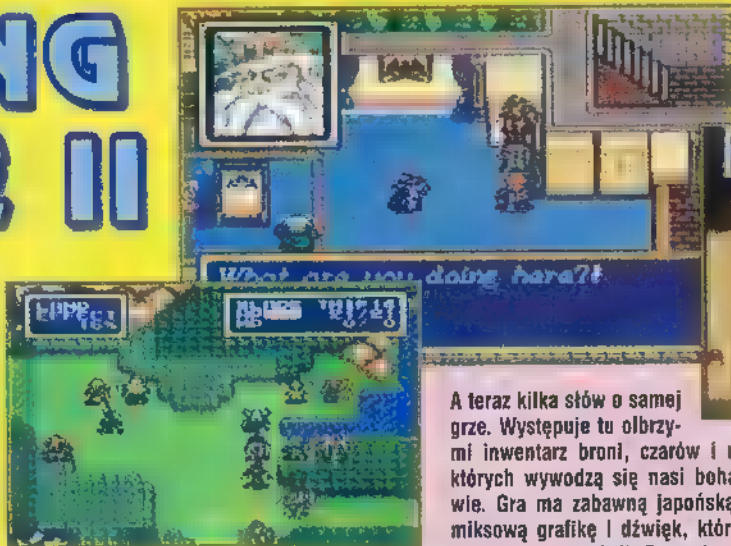 NG
II
What are you doing here?!
A teraz kilka słów o samej
grze. Występuje tu olbrzy-
mi inwentarz broni, czarów i
których wywodzą się nasi boha
wie. Gra ma zabawną japońską
miksową grafikę i dźwięk, któr